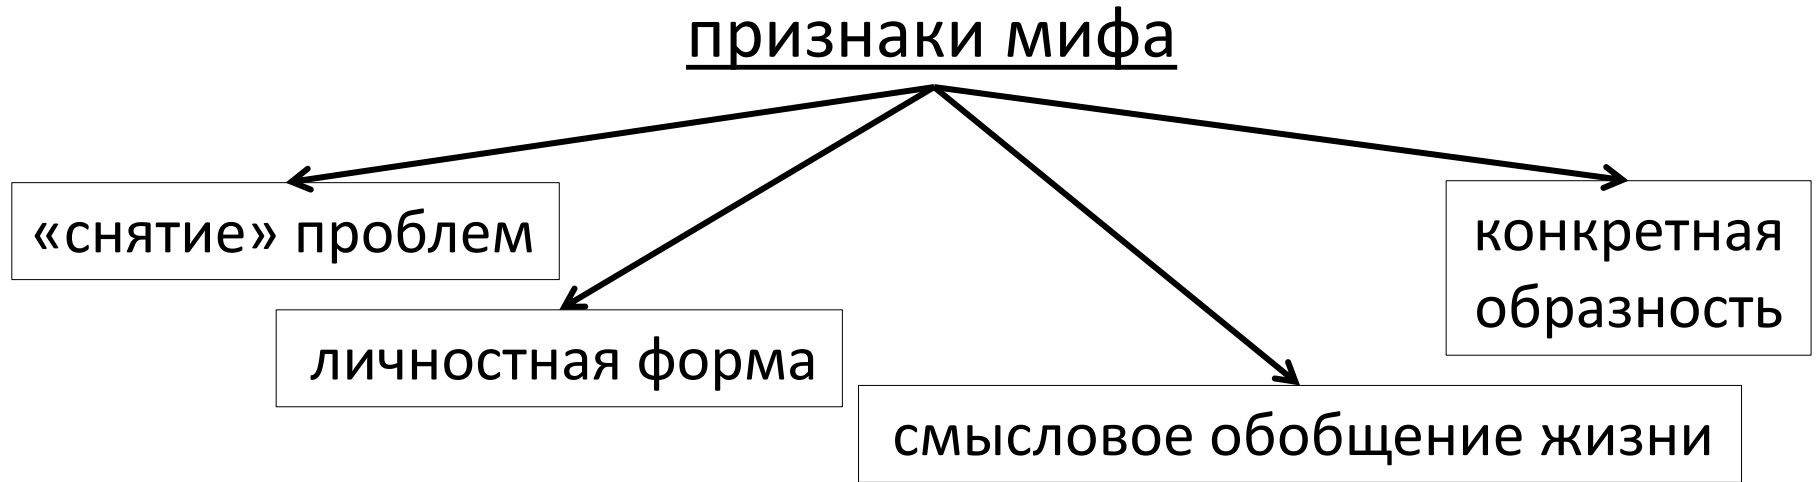 признаки мифа
«снятие» проблем
личностная форма
смысловое обобщение жизни
конкретная
образность